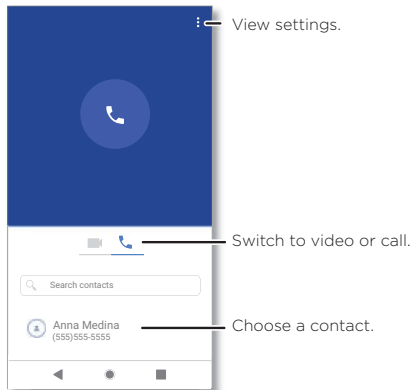 View settings.
Switch to video or call.
Search contacts
Anna Medina
(555)555-5555
Choose a contact.